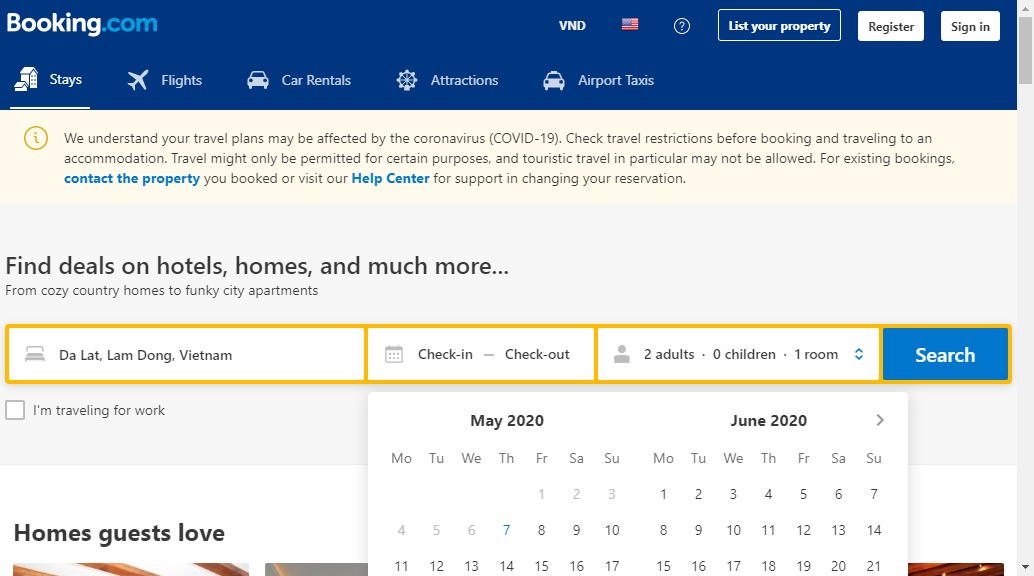 Booking.com
VND
List your property
Register
Sign in
Stays
Flights
Car Rentals
Attractions
Airport Taxis
We understand your travel plans may be affected by the coronavirus (COVID-19). Check travel restrictions before booking and traveling to an
accommodation. Travel might only be permitted for certain purposes, and touristic travel in particular may not be allowed. For existing bookings,
contact the property you booked or visit our Help Center for support in changing your reservation.
Find deals on hotels, homes, and much more...
From cozy country homes to funky city apartments
Da Lat, Lam Dong, Vietnam
Check-in — Check-out
2 adults · 0 children · 1 room
Search
I'm traveling for work
May 2020
Mo Tu We Th Fr Sa Su
1 2 3
4 5 6 7 8 9 10
11 12 13 14 15 16 17
June 2020
Mo Tu We Th Fr Sa Su
1 2 3 4 5 6 7
8 9 10 11 12 13 14
15 16 17 18 19 20 21
Homes guests love